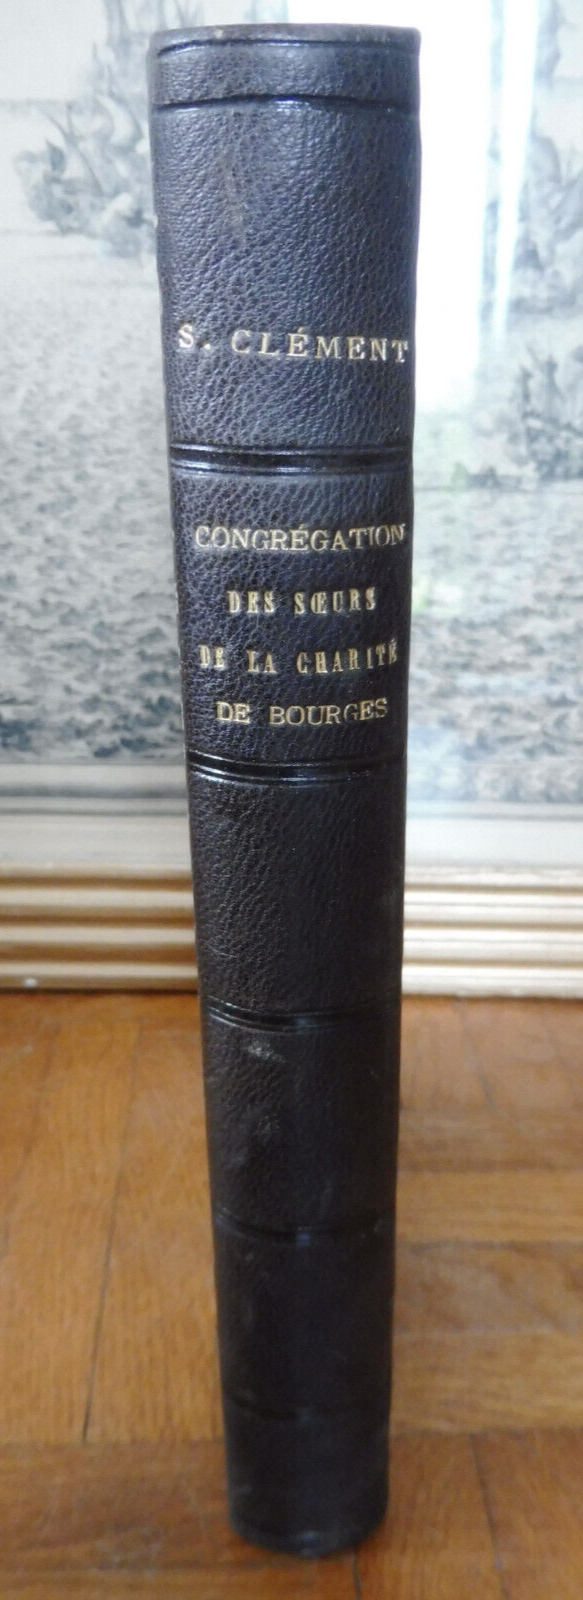 S. CLÉMENT
CONGRÉGATION
DES SŒURS
DE LA CHARITÉ
DE BOURGES